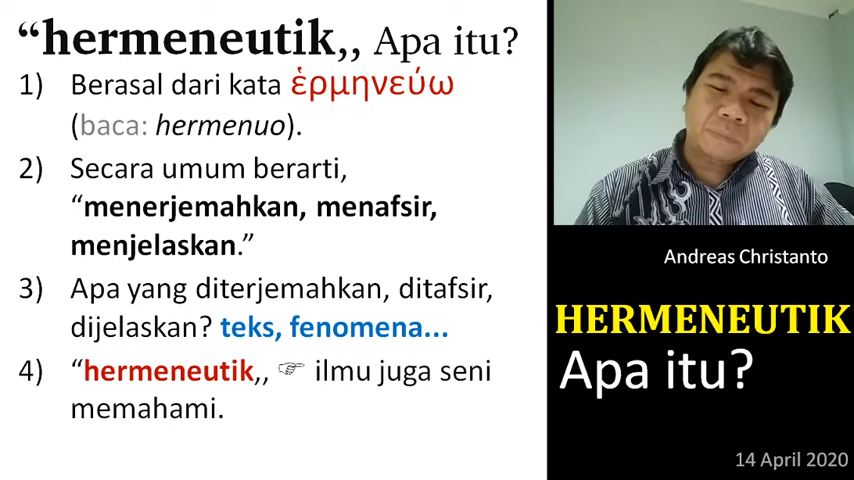 “hermeneutik,, Apa itu?
1) Berasal dari kata ἑρμηνεύω
(baca: hermenuo).
2) Secara umum berarti,
“menerjemahkan, menafsir,
menjelaskan.”
3) Apa yang diterjemahkan, ditafsir,
dijelaskan? teks, fenomena...
4) “hermeneutik,, ☞ ilmu juga seni
memahami.
Andreas Christanto
HERMENEUTIK
Apa itu?
14 April 2020